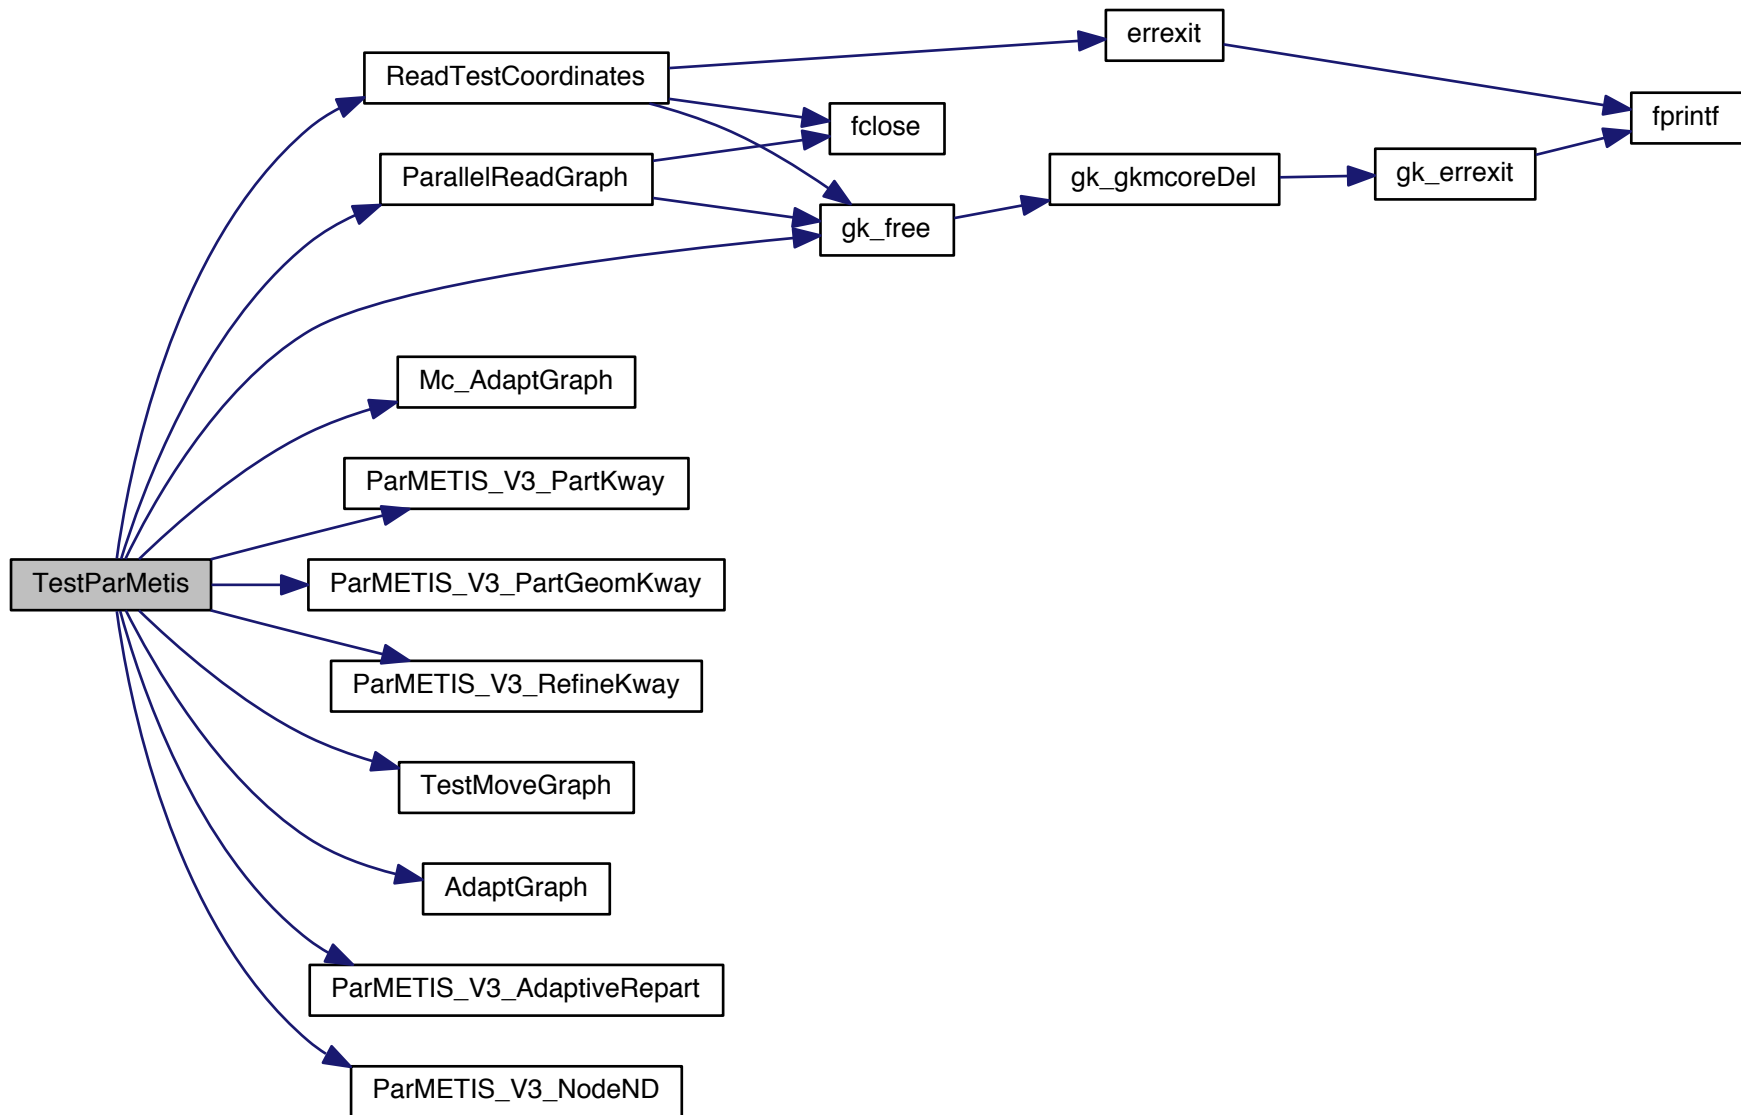 errexit
ReadTestCoordinates
fprintf
fclose
ParallelReadGraph
gk_gkmcoreDel
gk_errexit
gk_free
Mc_AdaptGraph
ParMETIS_V3_PartKway
TestParMetis
ParMETIS_V3_PartGeomKway
ParMETIS_V3_RefineKway
TestMoveGraph
AdaptGraph
ParMETIS_V3_AdaptiveRepart
ParMETIS_V3_NodeND